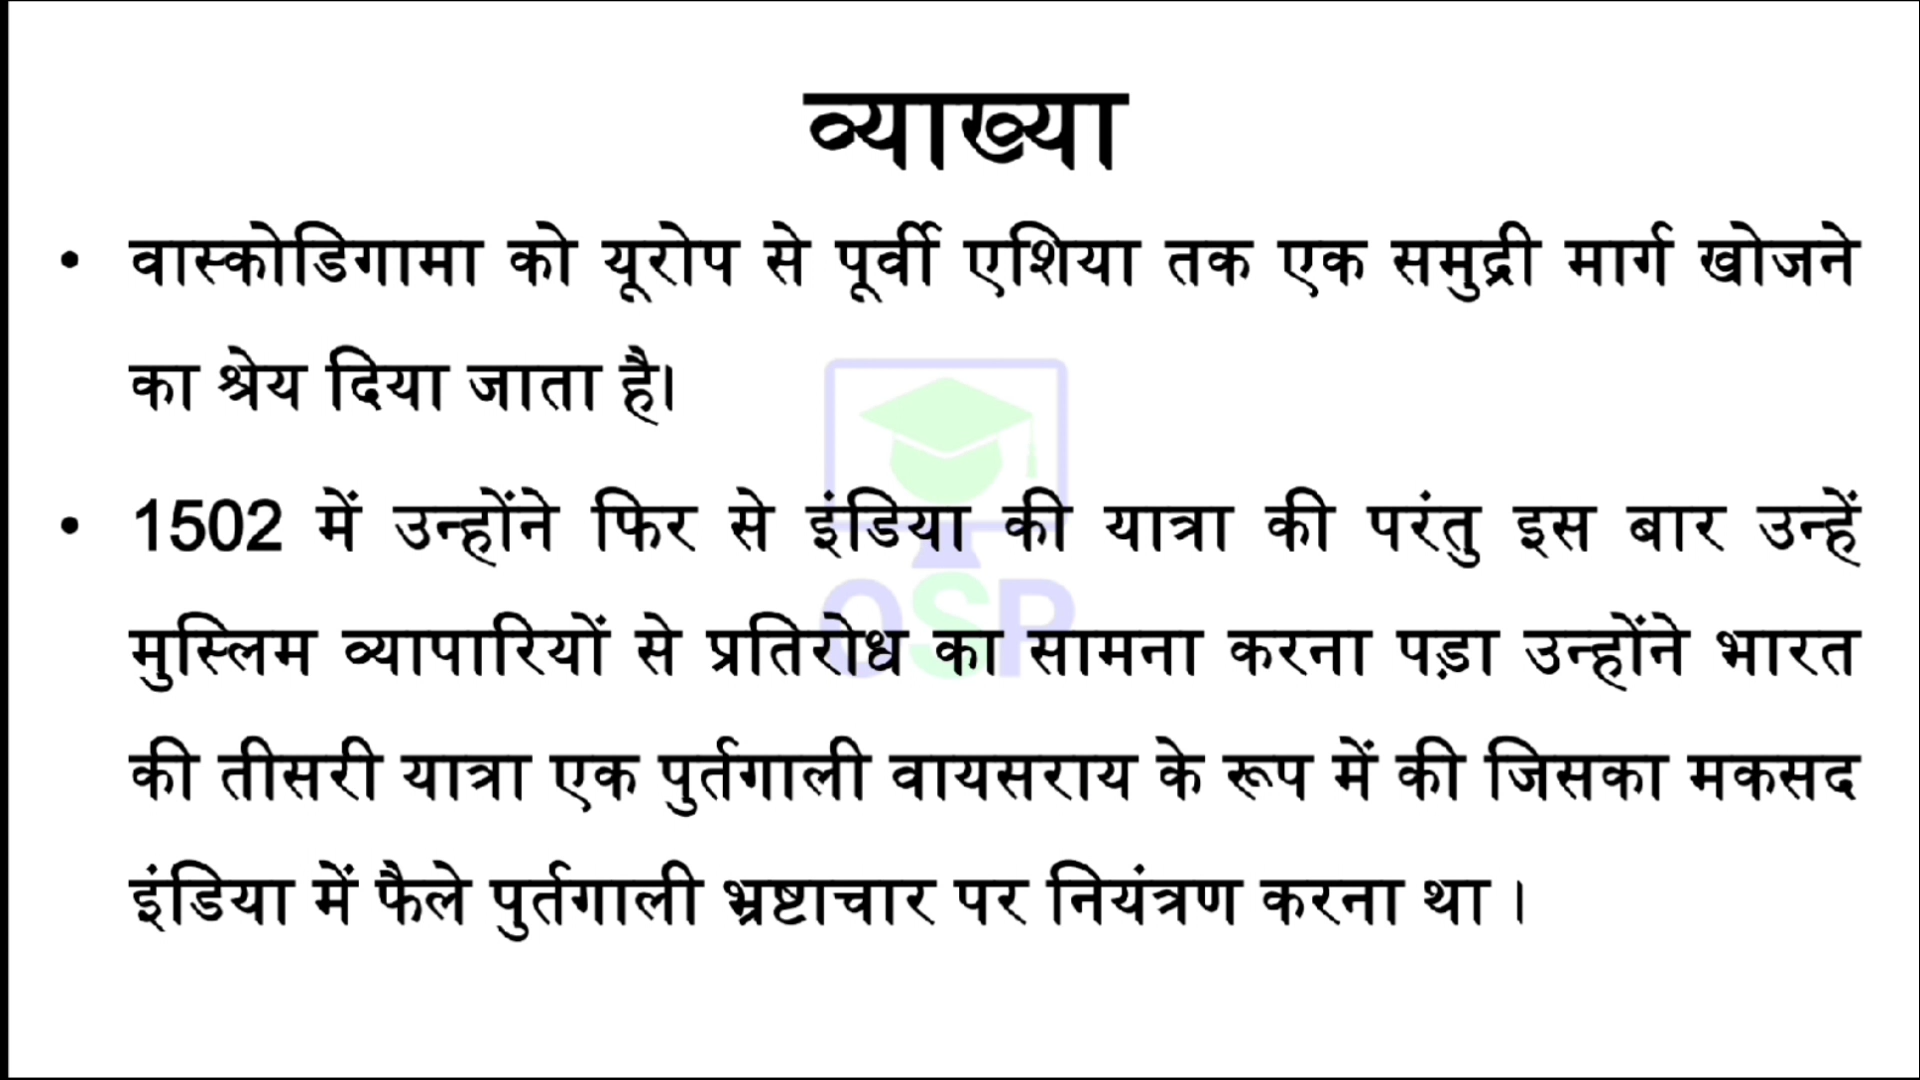 व्याख्या
• वास्कोडिगामा को यूरोप से पूर्वी एशिया तक एक समुद्री मार्ग खोजने
का श्रेय दिया जाता है।
• 1502 में उन्होंने फिर से इंडिया की यात्रा की परंतु इस बार उन्हें
मुस्लिम व्यापारियों से प्रतिरोध का सामना करना पड़ा उन्होंने भारत
की तीसरी यात्रा एक पुर्तगाली वायसराय के रूप में की जिसका मकसद
इंडिया में फैले पुर्तगाली भ्रष्टाचार पर नियंत्रण करना था ।
OSP